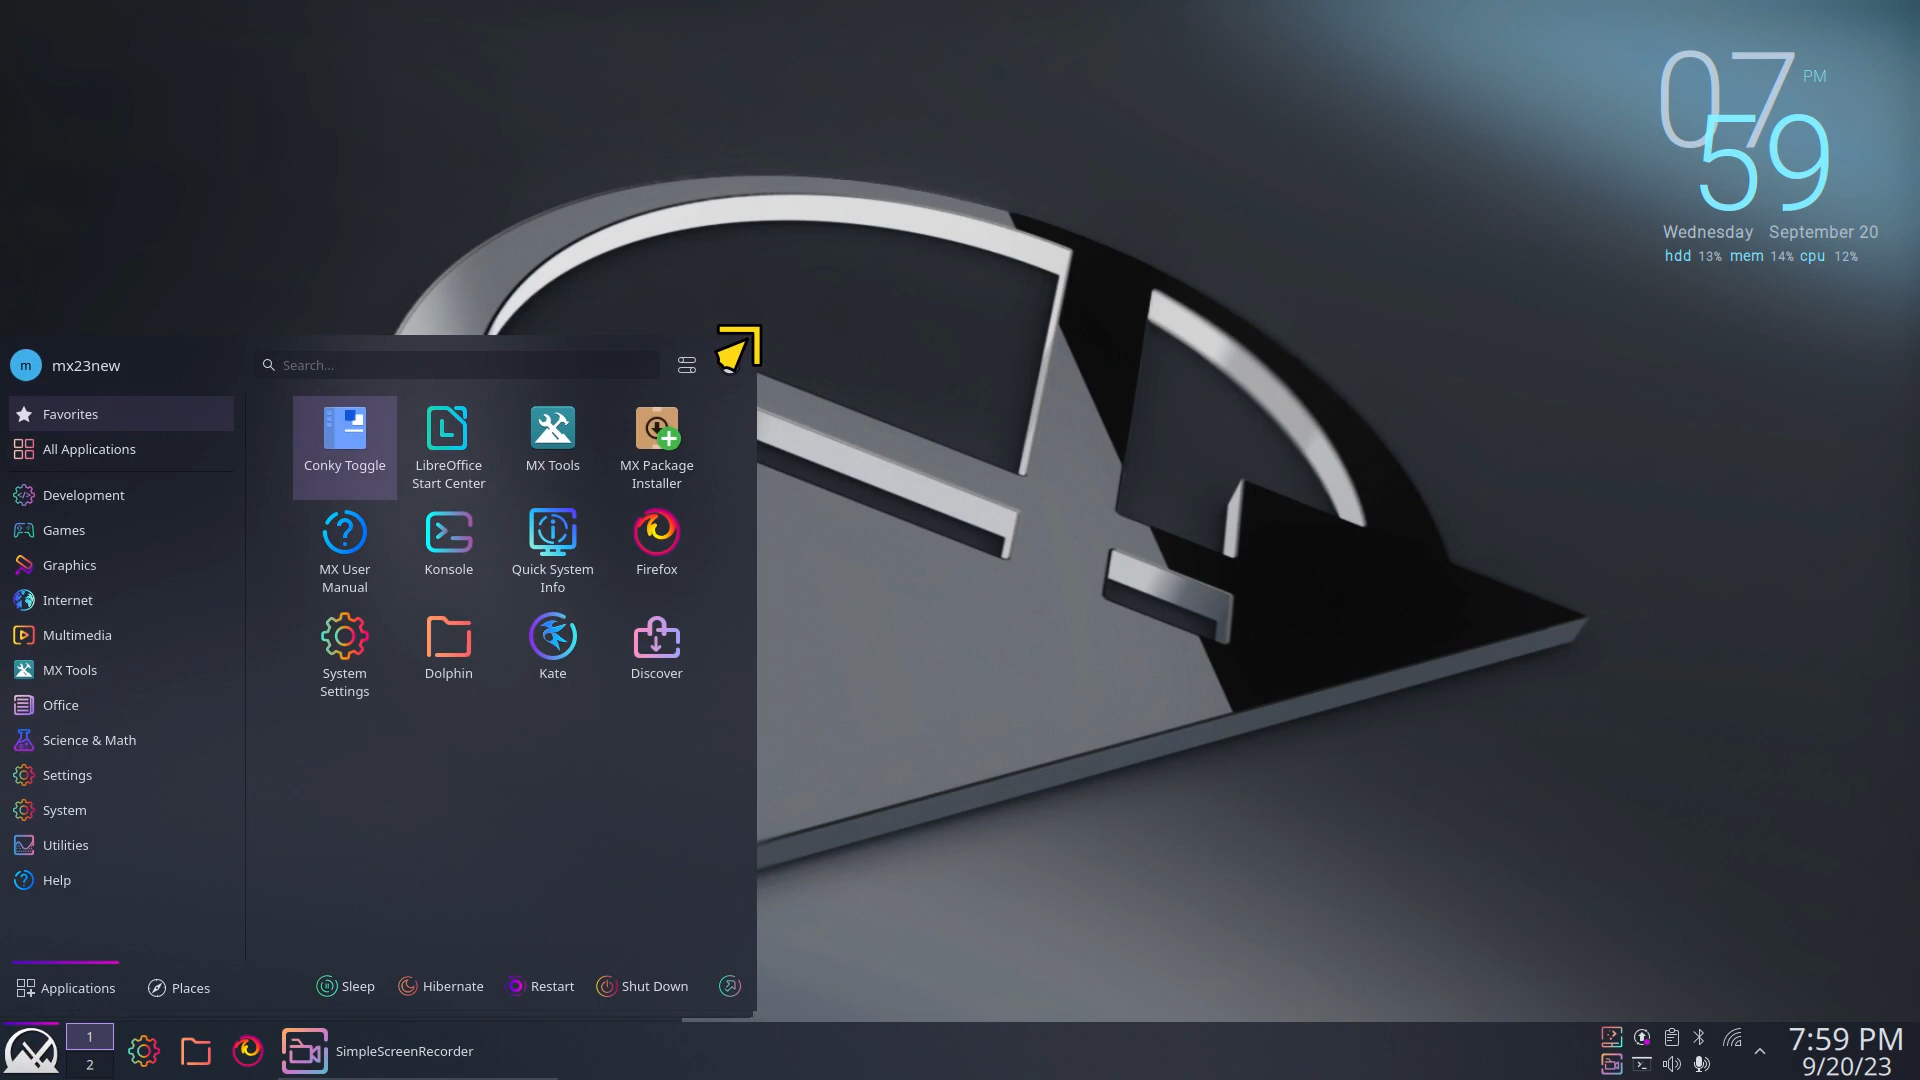 07 PM
59
Wednesday September 20
hdd 13% mem 14% cpu 12%
m mx23new
Search...
Favorites
All Applications
Development
Games
Graphics
Internet
Multimedia
MX Tools
Office
Science & Math
Settings
System
Utilities
Help
Conky Toggle
LibreOffice
Start Center
MX Tools
MX Package
Installer
MX User
Manual
Konsole
Quick System
Info
Firefox
System
Settings
Dolphin
Kate
Discover
Applications
Places
Sleep
Hibernate
Restart
Shut Down
1
2
SimpleScreenRecorder
7:59 PM
9/20/23